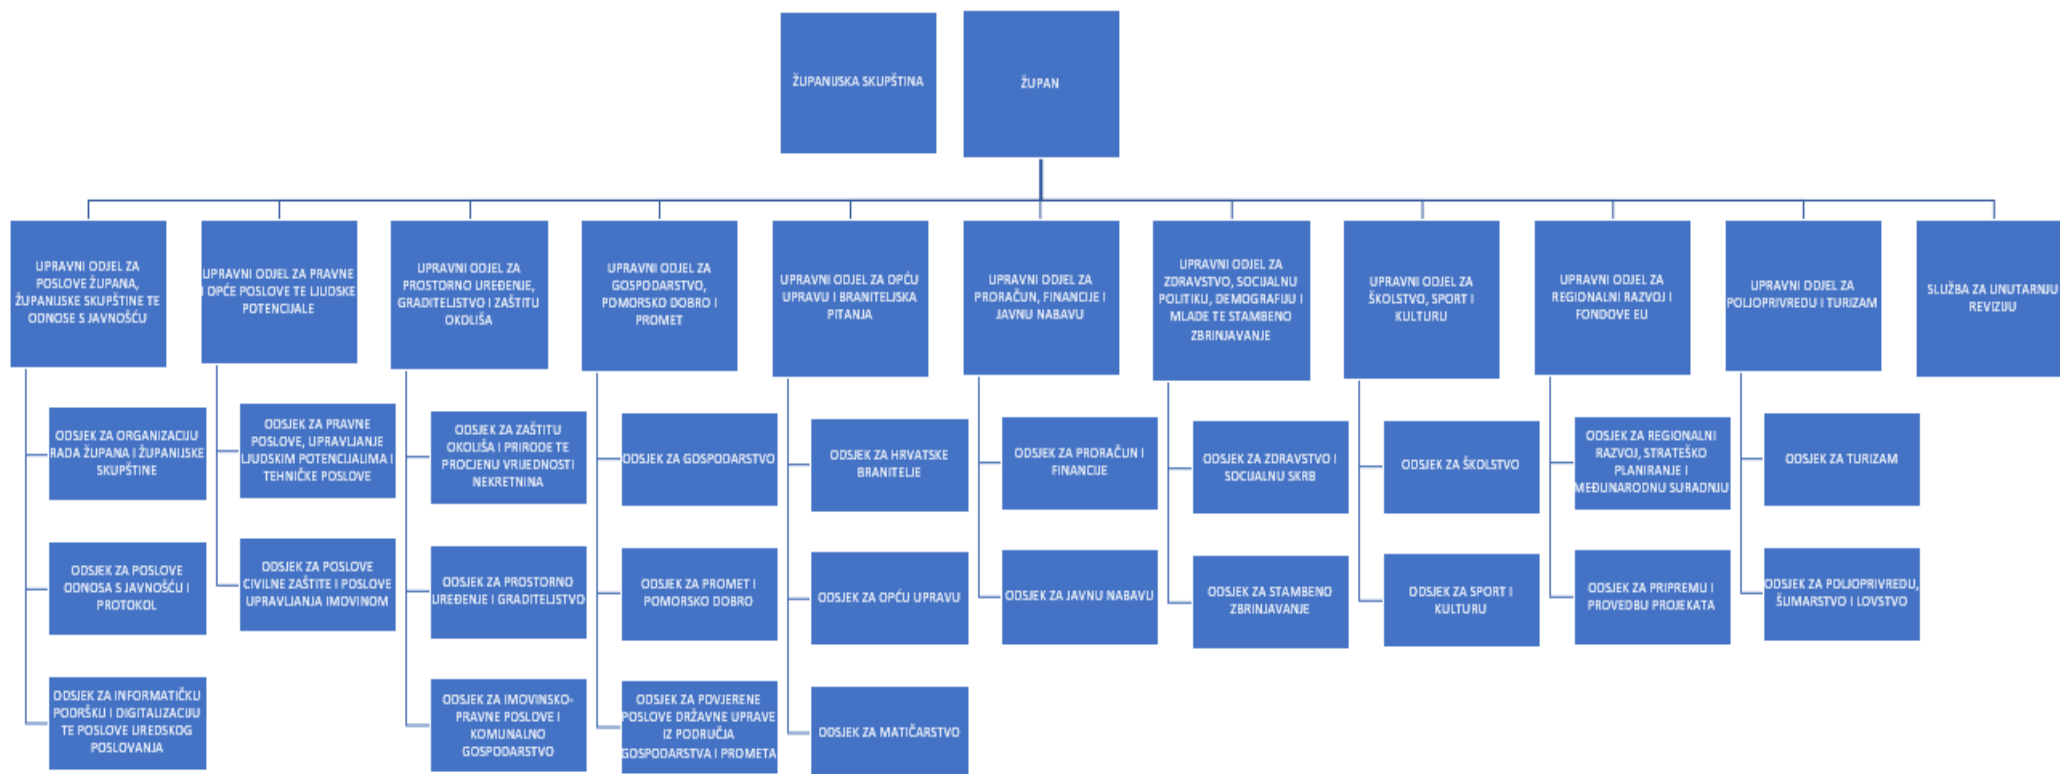 ŽUPANIJSKA SKUPŠTINA
ŽUPAN
UPRAVNI ODJEL ZA
POSLOVE ŽUPANA,
ŽUPANIJSKE SKUPŠTINE TE
ODNOSE S JAVNOŠĆU
UPRAVNI ODJEL ZA PRAVNE
I OPĆE POSLOVE TE LJUDSKE
POTENCIJALE
UPRAVNI ODJEL ZA
PROSTORNO UREĐENJE,
GRADITELJSTVO I ZAŠTITU
OKOLIŠA
UPRAVNI ODJEL ZA
GOSPODARSTVO,
POMORSKO DOBRO I
PROMET
UPRAVNI ODJEL ZA OPĆU
UPRAVU I BRANITELJSKA
PITANJA
UPRAVNI ODJEL ZA
PRORAČUN, FINANCIJE I
JAVNU NABAVU
UPRAVNI ODJEL ZA
ZDRAVSTVO, SOCIJALNU
POLITIKU, DEMOGRAFIJU I
MLADE TE STAMBENO
ZBRINJAVANJE
UPRAVNI ODJEL ZA
ŠKOLSTVO, SPORT I
KULTURU
UPRAVNI ODJEL ZA
REGIONALNI RAZVOJ I
FONDOVE EU
UPRAVNI ODJEL ZA
POLJOPRIVREDU I TURIZAM
SLUŽBA ZA UNUTARNJU
REVIZIJU
ODSJEK ZA ORGANIZACIJU
RADA ŽUPANA I ŽUPANIJSKE
SKUPŠTINE
ODSJEK ZA POSLOVE
ODNOSA S JAVNOŠĆU I
PROTOKOL
ODSJEK ZA INFORMATIČKU
PODRŠKU I DIGITALIZACIJU
TE POSLOVE UREDSKOG
POSLOVANJA
ODSJEK ZA PRAVNE
POSLOVE, UPRAVLJANJE
LJUDSKIM POTENCIJALIMA I
TEHNIČKE POSLOVE
ODSJEK ZA POSLOVE
CIVILNE ZAŠTITE I POSLOVE
UPRAVLJANJA IMOVINOM
ODSJEK ZA ZAŠTITU
OKOLIŠA I PRIRODE TE
PROCJENU VRIJEDNOSTI
NEKRETNINA
ODSJEK ZA PROSTORNO
UREĐENJE I GRADITELJSTVO
ODSJEK ZA IMOVINSKO-
PRAVNE POSLOVE I
KOMUNALNO
GOSPODARSTVO
ODSJEK ZA GOSPODARSTVO
ODSJEK ZA PROMET I
POMORSKO DOBRO
ODSJEK ZA POVJERENE
POSLOVE DRŽAVNE UPRAVE
IZ PODRUČJA
GOSPODARSTVA I PROMETA
ODSJEK ZA HRVATSKE
BRANITELJE
ODSJEK ZA OPĆU UPRAVU
ODSJEK ZA MATIČARSTVO
ODSJEK ZA PRORAČUN I
FINANCIJE
ODSJEK ZA JAVNU NABAVU
ODSJEK ZA ZDRAVSTVO I
SOCIJALNU SKRB
ODSJEK ZA STAMBENO
ZBRINJAVANJE
ODSJEK ZA ŠKOLSTVO
ODSJEK ZA SPORT I
KULTURU
ODSJEK ZA REGIONALNI
RAZVOJ, STRATEŠKO
PLANIRANJE I
MEĐUNARODNU SURADNJU
ODSJEK ZA PRIPREMU I
PROVEDBU PROJEKATA
ODSJEK ZA TURIZAM
ODSJEK ZA POLJOPRIVREDU,
ŠUMARSTVO I LOVSTVO